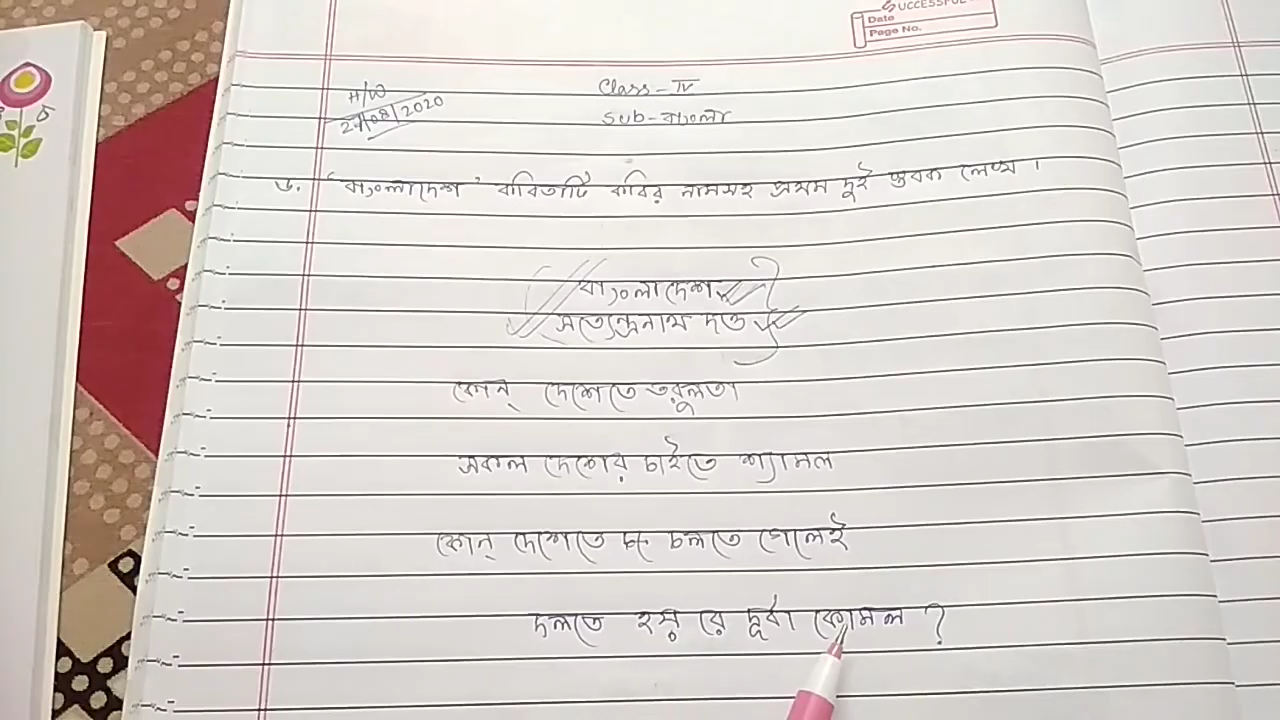 SUCCESSFUL
Date
Page No.
H/W
Class - IV
27/08/2020
Sub - বাংলা
৬. 'বাংলাদেশ' কবিতাটি কবির নামসহ প্রথম দুই স্তবক লেখ।
বাংলাদেশ
সত্যেন্দ্রনাথ দত্ত
কোন্ দেশেতে তরুলতা
সকল দেশের চাইতে শ্যামল
কোন্ দেশেতে চলতে গেলেই
দলতে হয় রে দূর্বা কোমল ?